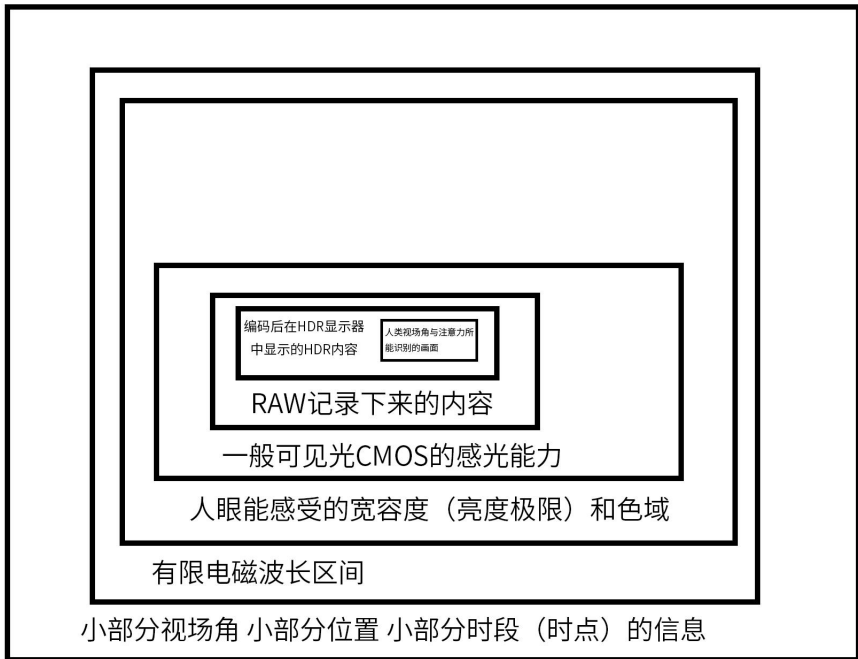 编码后在HDR显示器
中显示的HDR内容
人类视场角与注意力所
能识别的画面
RAW记录下来的内容
一般可见光CMOS的感光能力
人眼能感受的宽容度（亮度极限）和色域
有限电磁波长区间
小部分视场角 小部分位置 小部分时段（时点）的信息